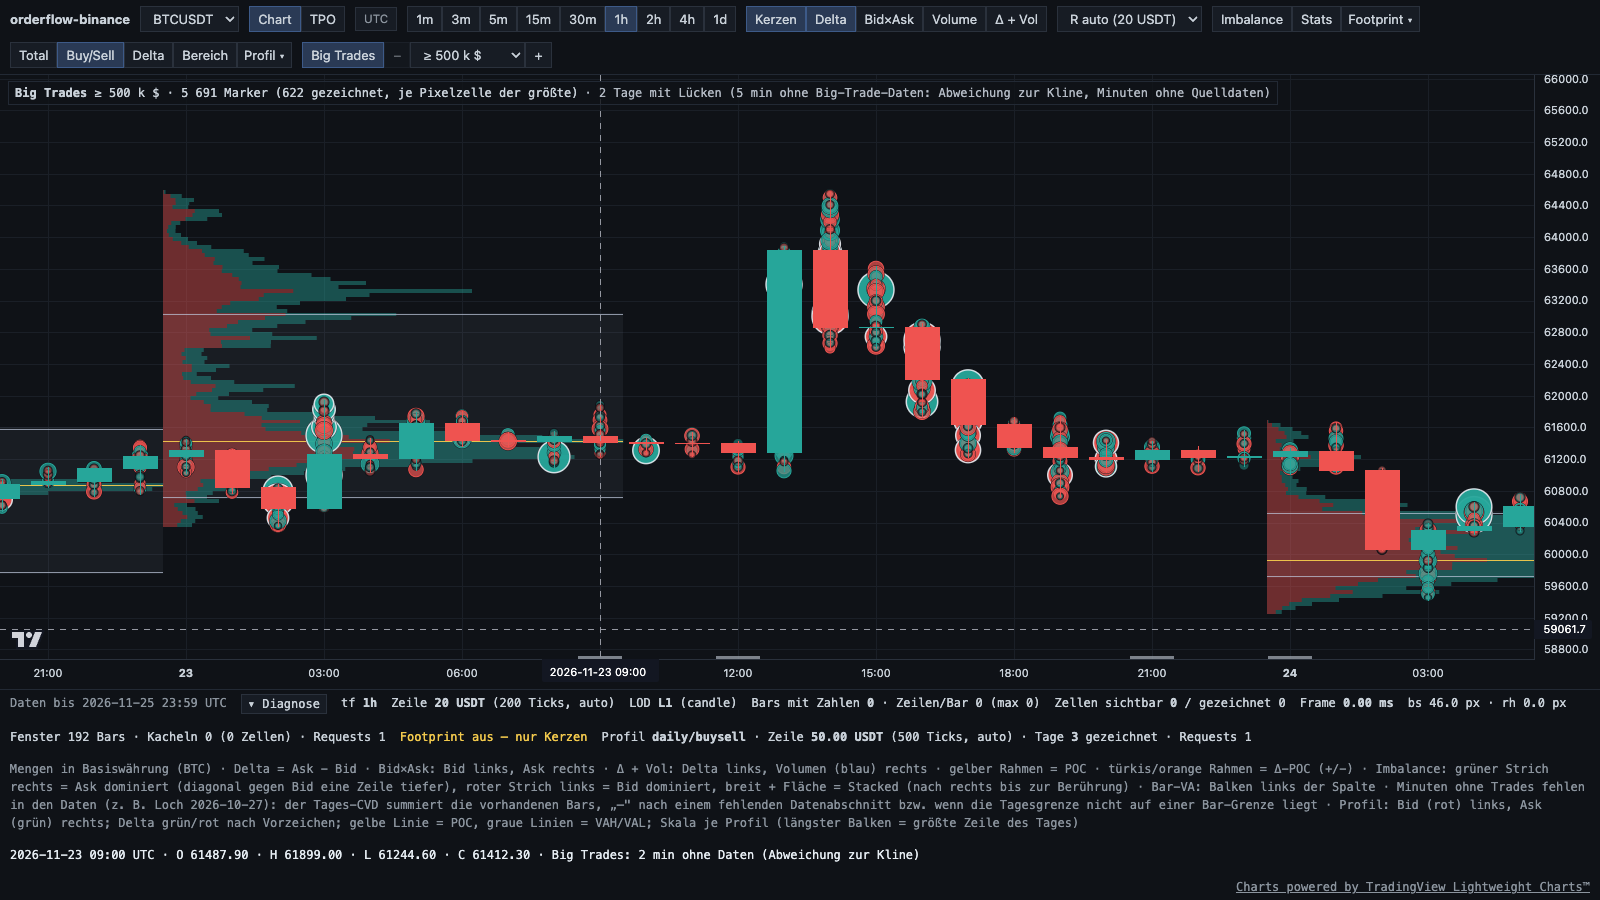 orderflow-binance BTCUSDT Chart TPO UTC 1m 3m 5m 15m 30m 1h 2h 4h 1d Kerzen Delta Bid×Ask Volume Δ + Vol R auto (20 USDT) Imbalance Stats Footprint ▾
Total Buy/Sell Delta Bereich Profil ▾ Big Trades – ≥ 500 k $ +
Big Trades ≥ 500 k $ · 5 691 Marker (622 gezeichnet, je Pixelzelle der größte) · 2 Tage mit Lücken (5 min ohne Big-Trade-Daten: Abweichung zur Kline, Minuten ohne Quelldaten)
66000.0
65600.0
65200.0
64800.0
64400.0
64000.0
63600.0
63200.0
62800.0
62400.0
62000.0
61600.0
61200.0
60800.0
60400.0
60000.0
59600.0
59200.0
59061.7
58800.0
21:00 23 03:00 06:00 2026-11-23 09:00 12:00 15:00 18:00 21:00 24 03:00
Daten bis 2026-11-25 23:59 UTC ▾ Diagnose tf 1h Zeile 20 USDT (200 Ticks, auto) LOD L1 (candle) Bars mit Zahlen 0 · Zeilen/Bar 0 (max 0) Zellen sichtbar 0 / gezeichnet 0 Frame 0.00 ms bs 46.0 px · rh 0.0 px
Fenster 192 Bars · Kacheln 0 (0 Zellen) · Requests 1 Footprint aus – nur Kerzen Profil daily/buysell · Zeile 50.00 USDT (500 Ticks, auto) · Tage 3 gezeichnet · Requests 1
Mengen in Basiswährung (BTC) · Delta = Ask − Bid · Bid×Ask: Bid links, Ask rechts · Δ + Vol: Delta links, Volumen (blau) rechts · gelber Rahmen = POC · türkis/orange Rahmen = Δ-POC (+/−) · Imbalance: grüner Strich
rechts = Ask dominiert (diagonal gegen Bid eine Zeile tiefer), roter Strich links = Bid dominiert, breit + Fläche = Stacked (nach rechts bis zur Berührung) · Bar-VA: Balken links der Spalte · Minuten ohne Trades fehlen
in den Daten (z. B. Loch 2026-10-27): der Tages-CVD summiert die vorhandenen Bars, „—" nach einem fehlenden Datenabschnitt bzw. wenn die Tagesgrenze nicht auf einer Bar-Grenze liegt · Profil: Bid (rot) links, Ask
(grün) rechts; Delta grün/rot nach Vorzeichen; gelbe Linie = POC, graue Linien = VAH/VAL; Skala je Profil (längster Balken = größte Zeile des Tages)
2026-11-23 09:00 UTC · O 61487.90 · H 61899.00 · L 61244.60 · C 61412.30 · Big Trades: 2 min ohne Daten (Abweichung zur Kline)
Charts powered by TradingView Lightweight Charts™